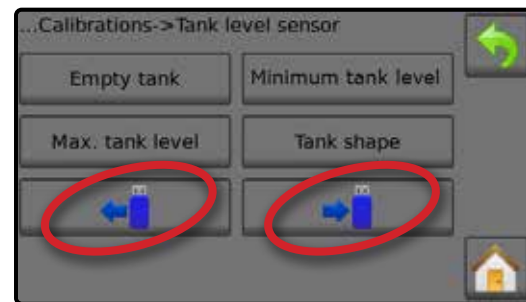 ...Calibrations->Tank level sensor
Empty tank
Minimum tank level
Max. tank level
Tank shape